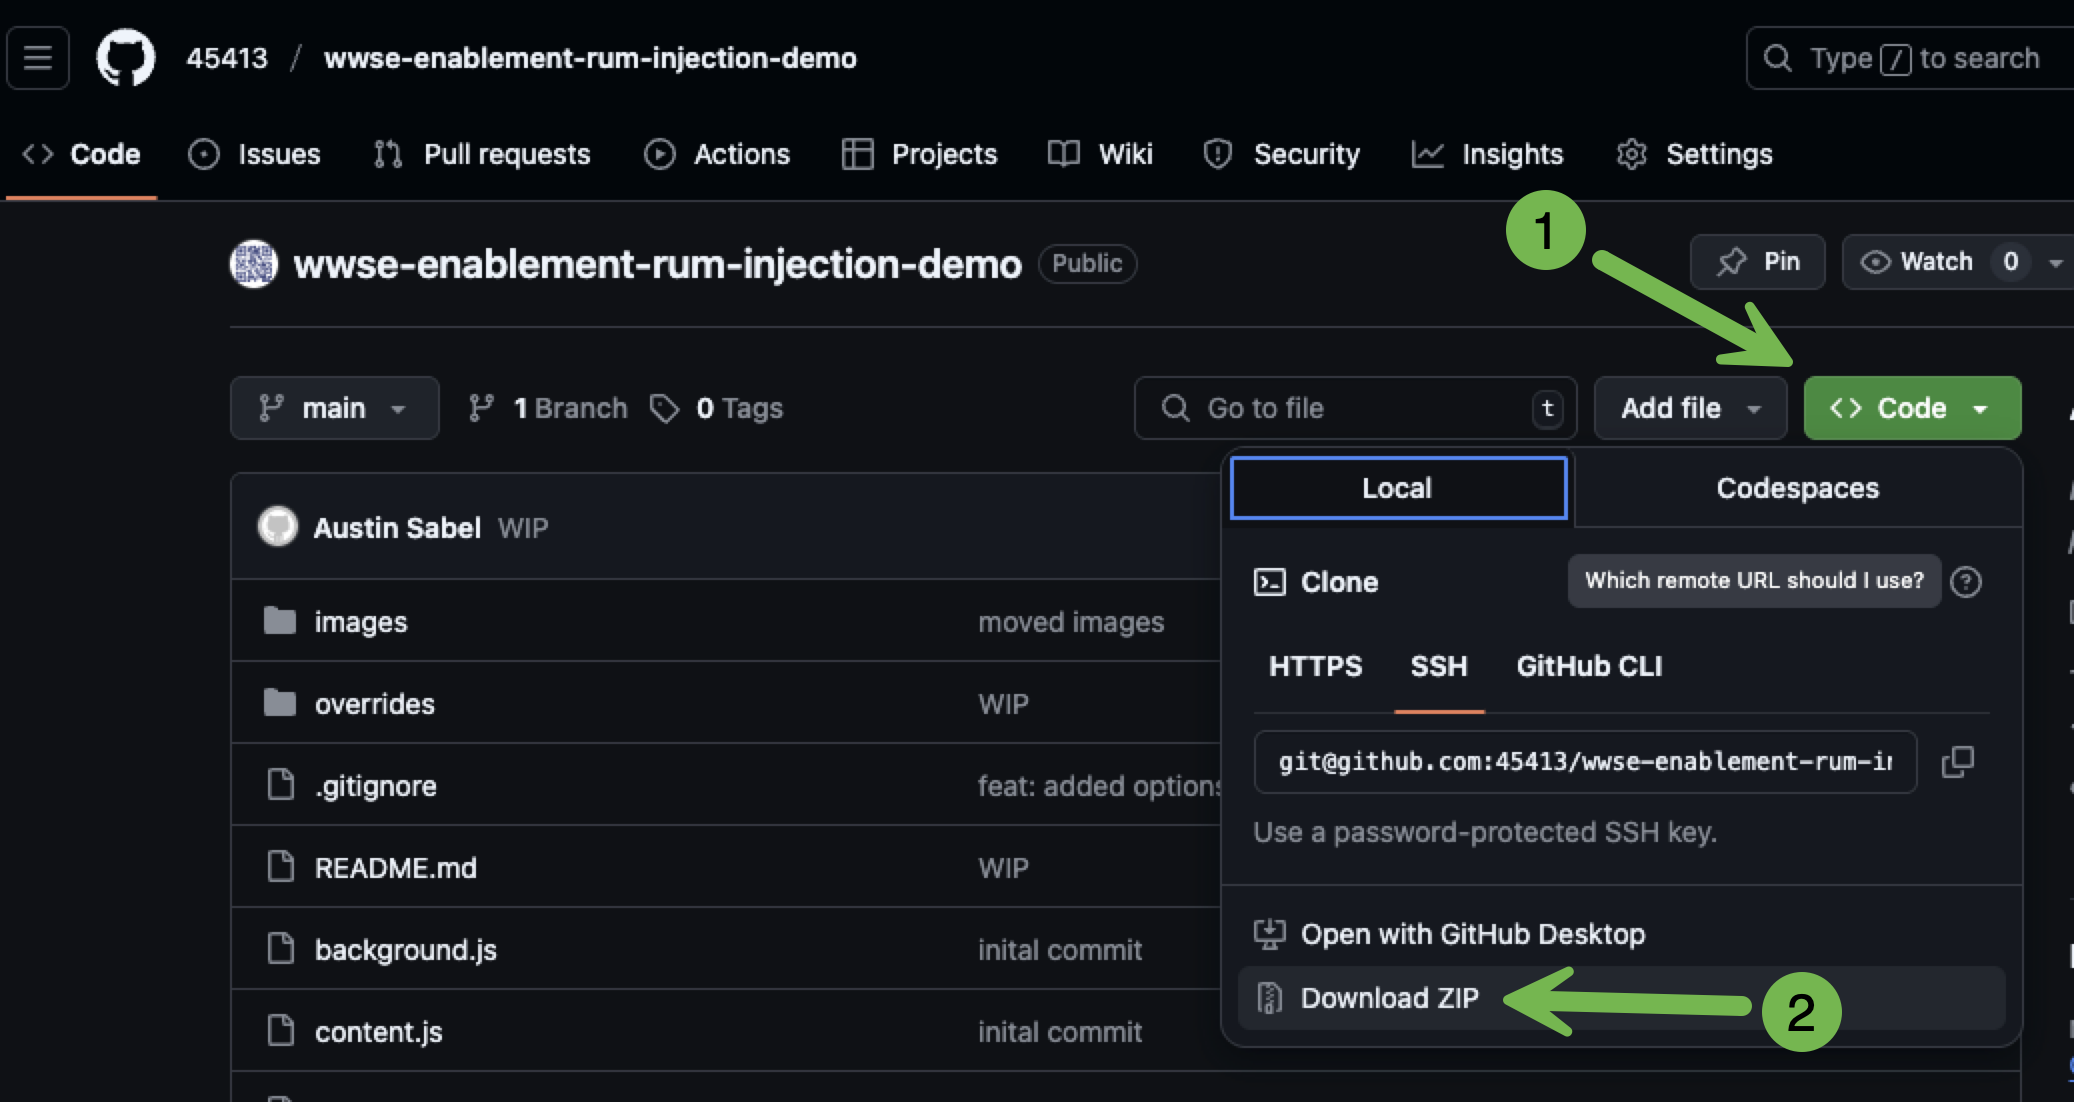 45413 / wwse-enablement-rum-injection-demo
Type / to search
Code Issues Pull requests Actions Projects Wiki Security Insights Settings
1
wwse-enablement-rum-injection-demo Public
Pin Watch 0
main 1 Branch 0 Tags
Go to file t
Add file
Code
Local Codespaces
Austin Sabel WIP
Clone Which remote URL should I use?
images moved images
HTTPS SSH GitHub CLI
overrides WIP
git@github.com:45413/wwse-enablement-rum-i
.gitignore feat: added options
Use a password-protected SSH key.
README.md WIP
Open with GitHub Desktop
background.js inital commit
Download ZIP 2
content.js inital commit